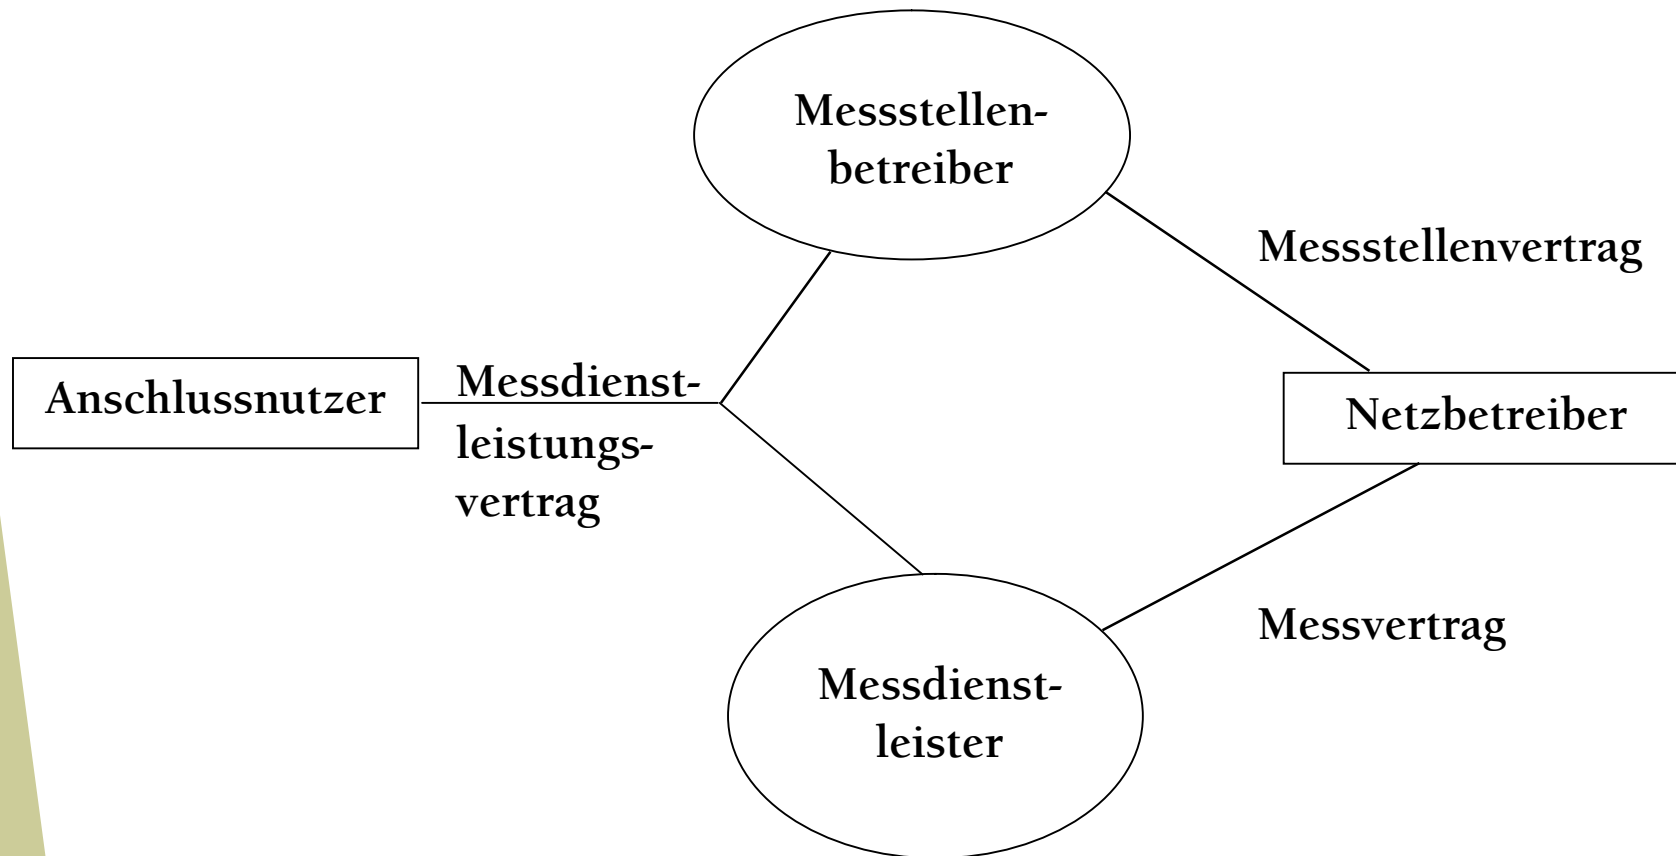 Messstellen-
betreiber
Messstellenvertrag
Anschlussnutzer
Messdienst-
leistungs-
vertrag
Netzbetreiber
Messvertrag
Messdienst-
leister